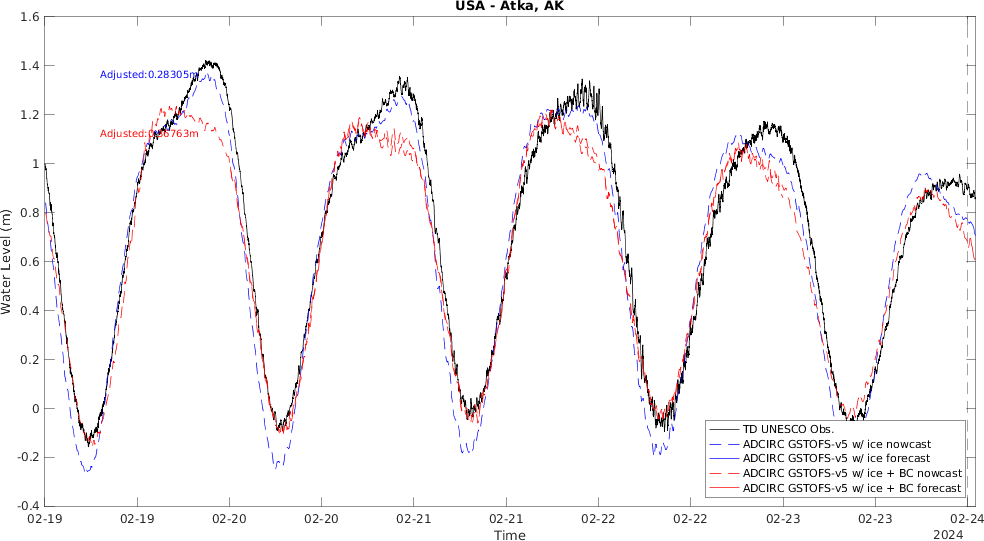 USA - Atka, AK
1.6
1.4
1.2
1
0.8
0.6
0.4
0.2
0
-0.2
-0.4
Water Level (m)
Adjusted:0.28305m
TD UNESCO Obs.
ADCIRC GSTOFS-v5 w/ ice nowcast
ADCIRC GSTOFS-v5 w/ ice forecast
ADCIRC GSTOFS-v5 w/ ice + BC nowcast
ADCIRC GSTOFS-v5 w/ ice + BC forecast
02-19 02-19 02-20 02-20 02-21 02-21 02-22 02-22 02-23 02-23 02-24
Time
2024